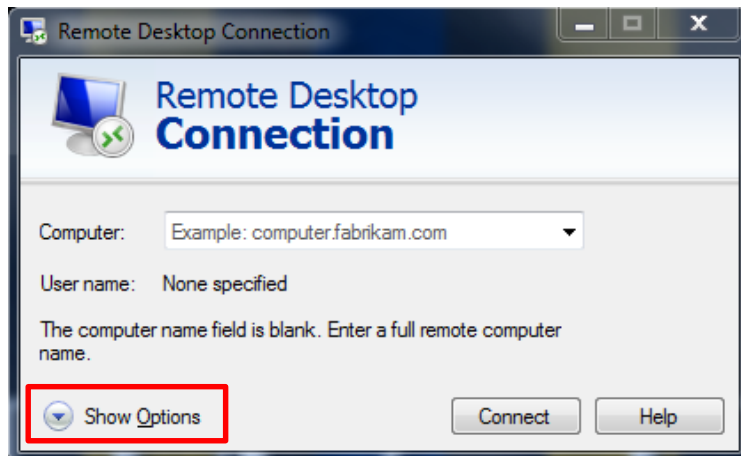 Remote Desktop Connection
Remote Desktop
Connection
Computer: Example: computer.fabrikam.com
User name: None specified
The computer name field is blank. Enter a full remote computer
name.
Show Options Connect Help